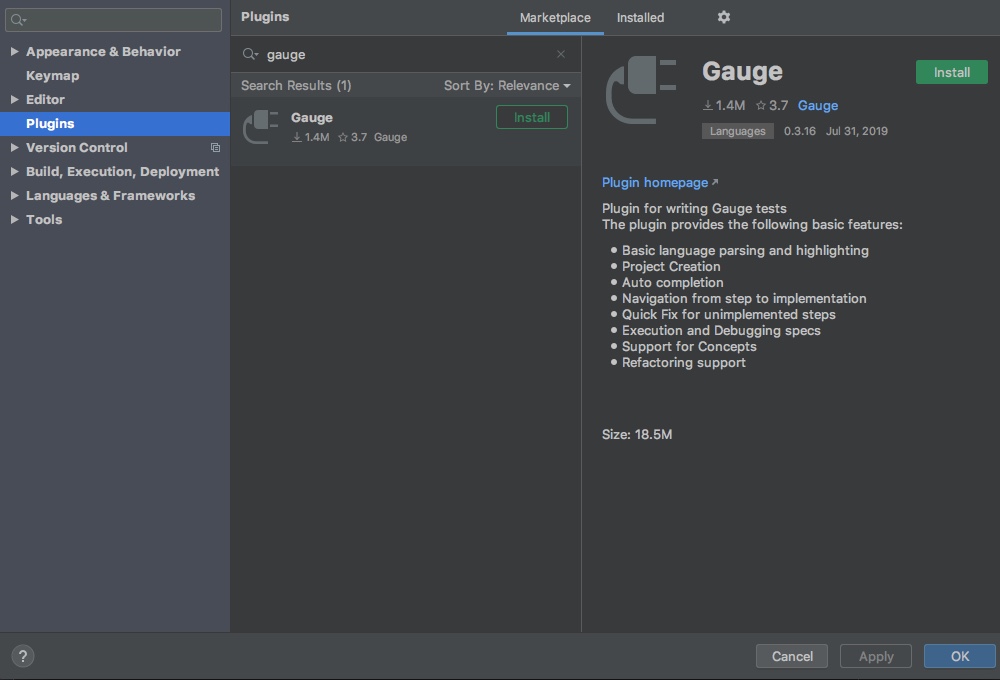 Plugins
Marketplace
Installed
Appearance & Behavior
Keymap
Editor
Plugins
Version Control
Build, Execution, Deployment
Languages & Frameworks
Tools
gauge
Search Results (1)
Sort By: Relevance
Gauge
1.4M 3.7 Gauge
Install
Gauge
Install
1.4M 3.7 Gauge
Languages 0.3.16 Jul 31, 2019
Plugin homepage
Plugin for writing Gauge tests
The plugin provides the following basic features:
• Basic language parsing and highlighting
• Project Creation
• Auto completion
• Navigation from step to implementation
• Quick Fix for unimplemented steps
• Execution and Debugging specs
• Support for Concepts
• Refactoring support
Size: 18.5M
?
Cancel
Apply
OK